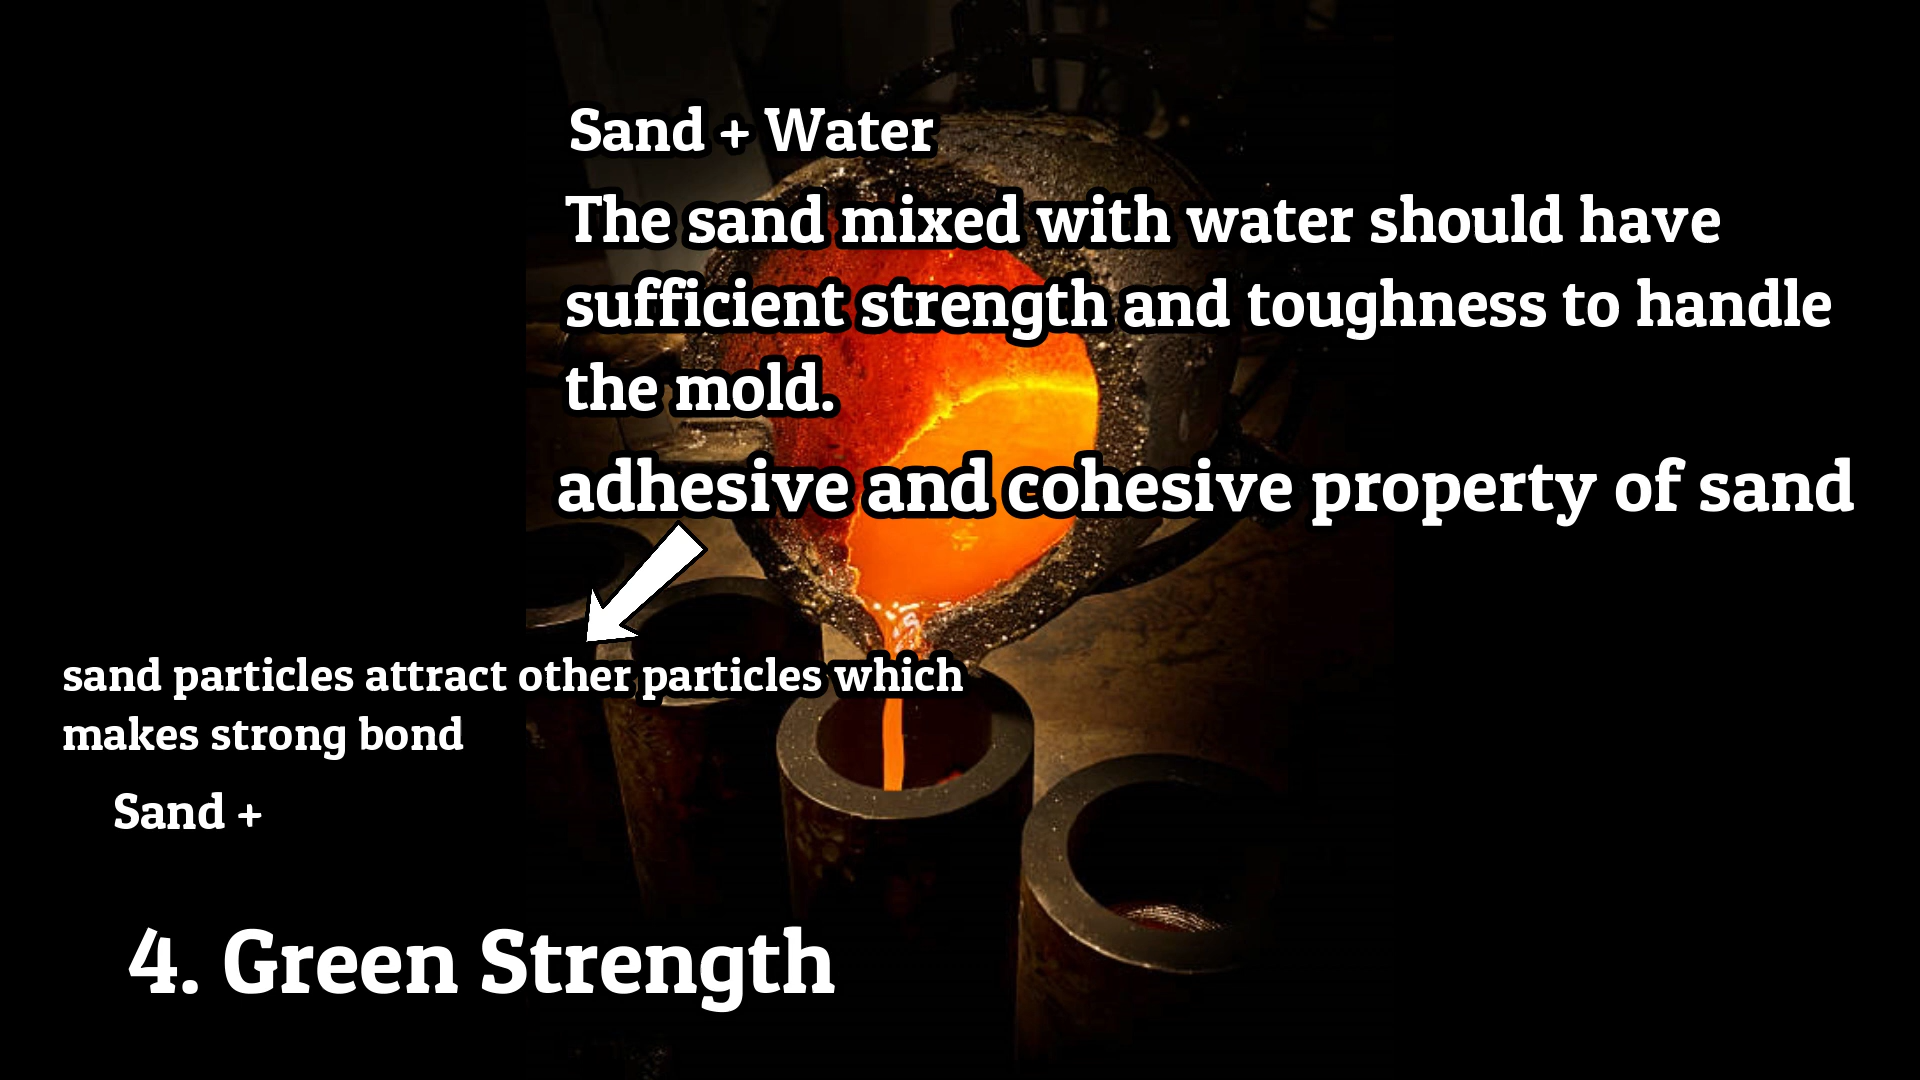 Sand + Water
The sand mixed with water should have
sufficient strength and toughness to handle
the mold.
adhesive and cohesive property of sand
sand particles attract other particles which
makes strong bond
Sand +
4. Green Strength